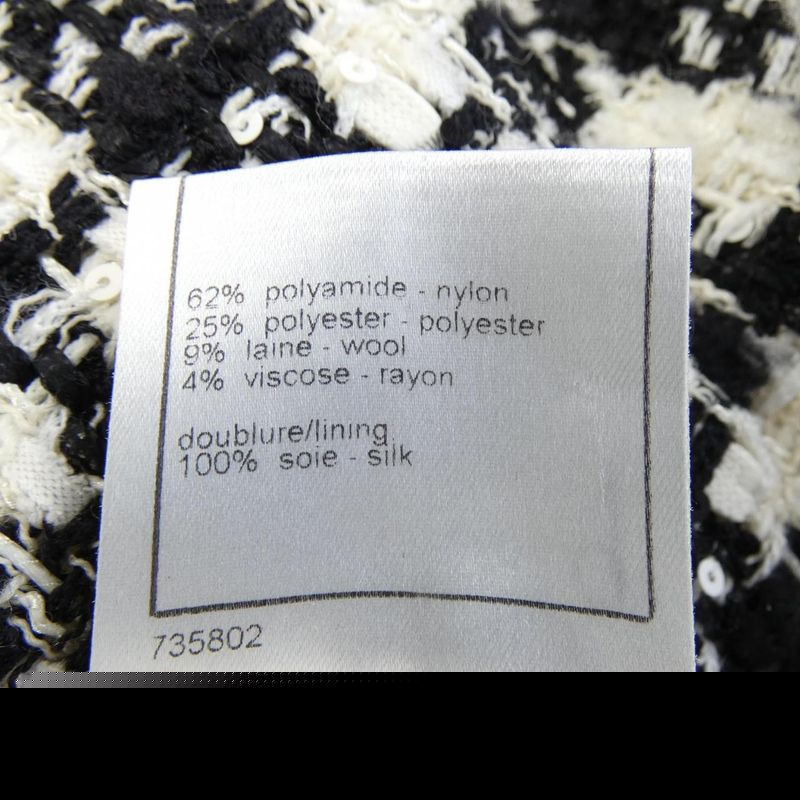 62% polyamide - nylon
25% polyester - polyester
9% laine - wool
4% viscose - rayon
doublure/lining
100% soie - silk
735802